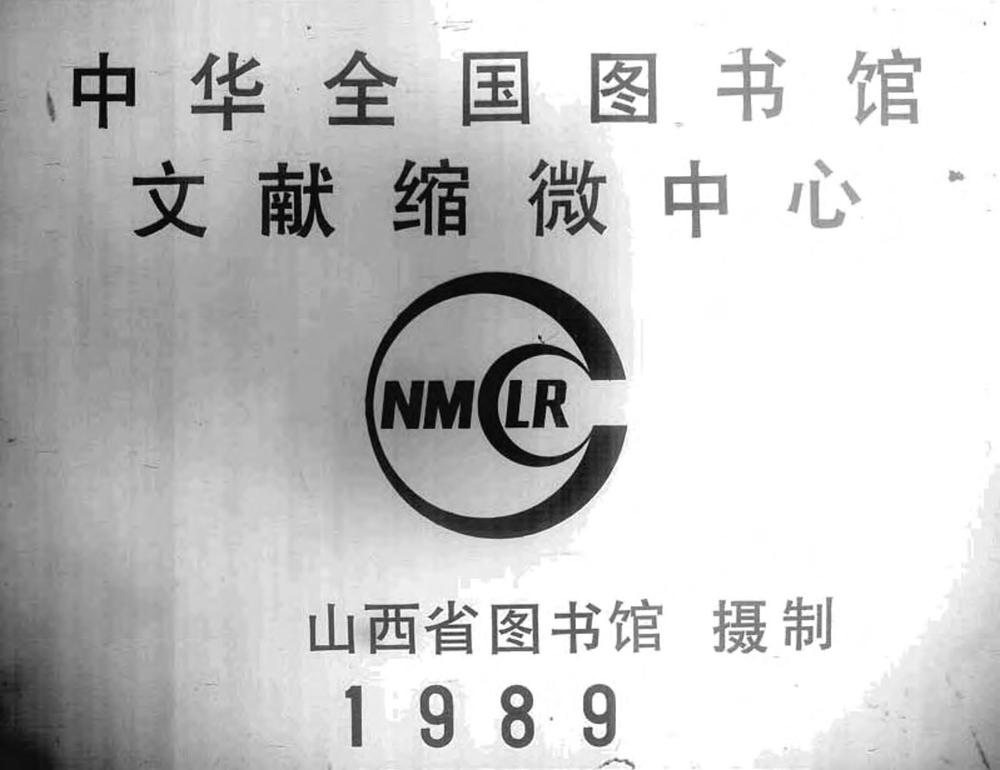 中华全国图书馆
文献缩微中心
NMCLR
山西省图书馆 摄制
1989